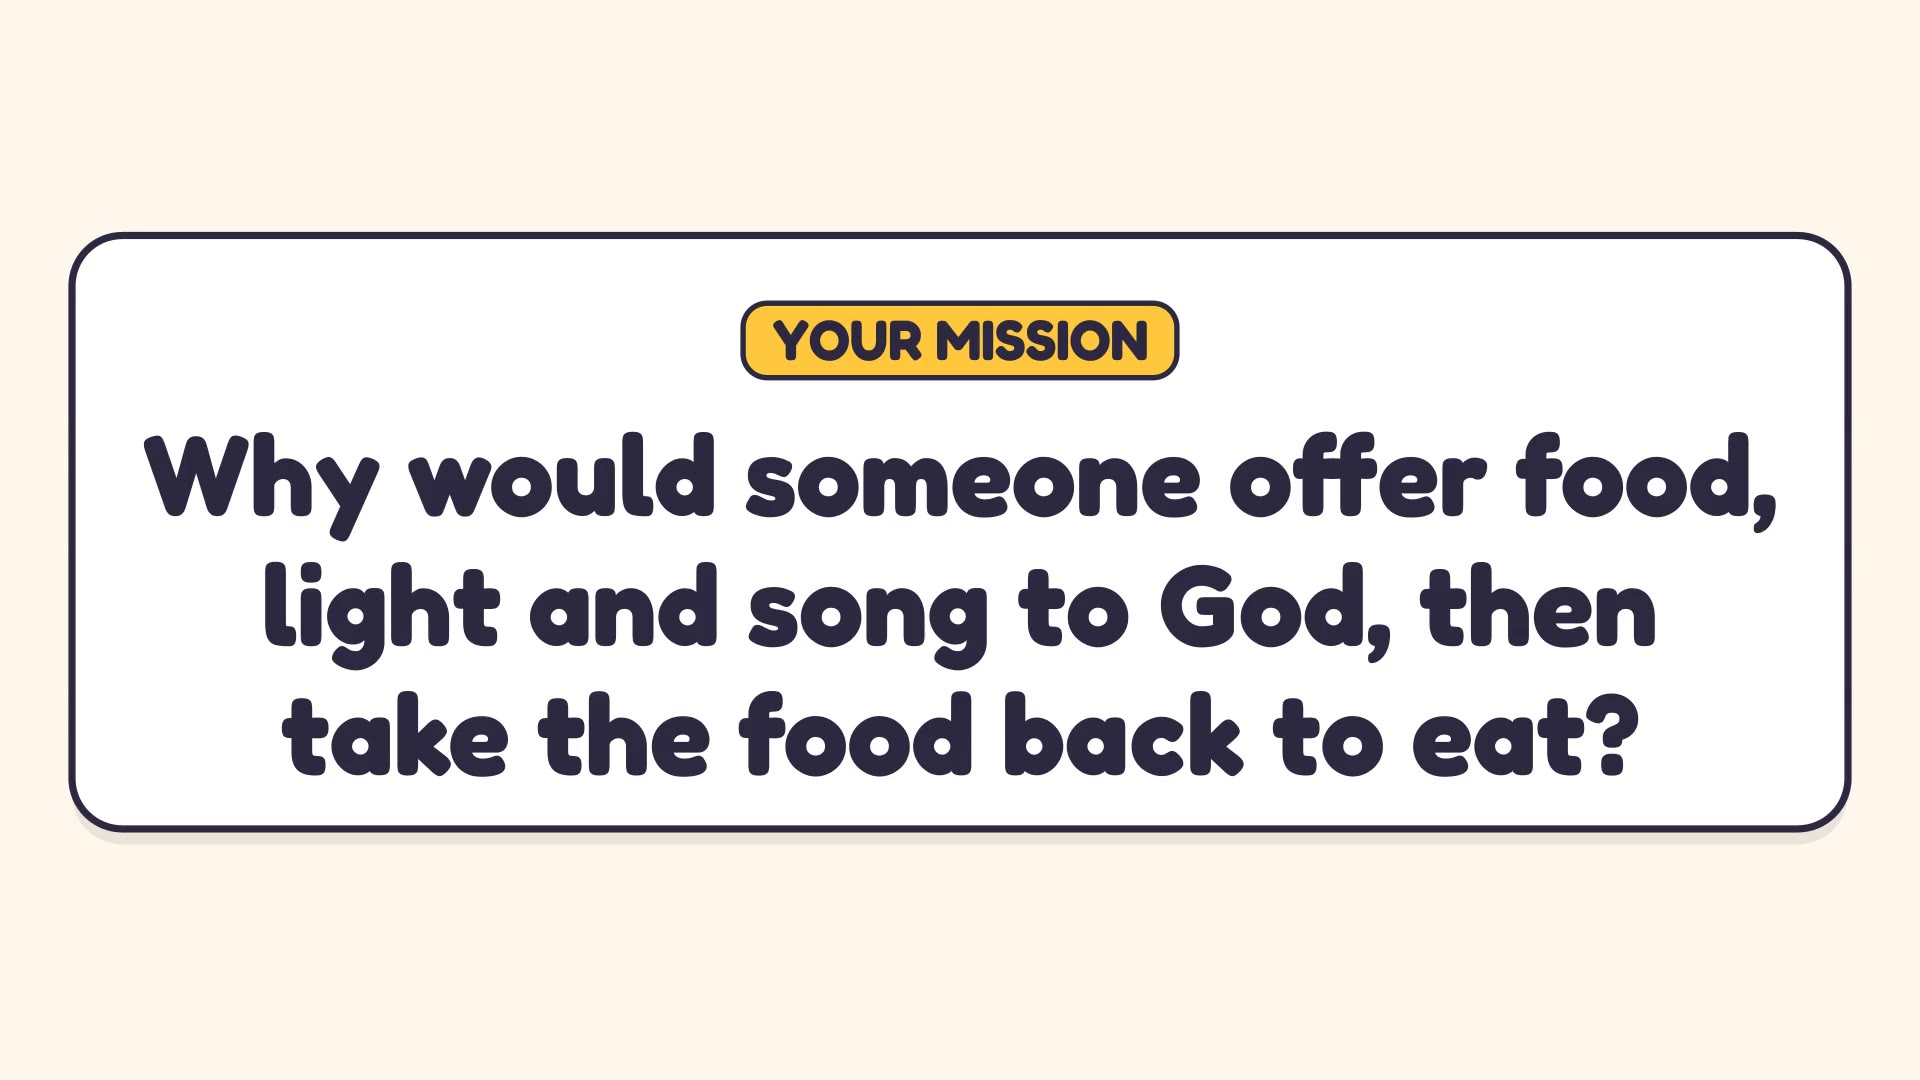 YOUR MISSION
Why would someone offer food,
light and song to God, then
take the food back to eat?